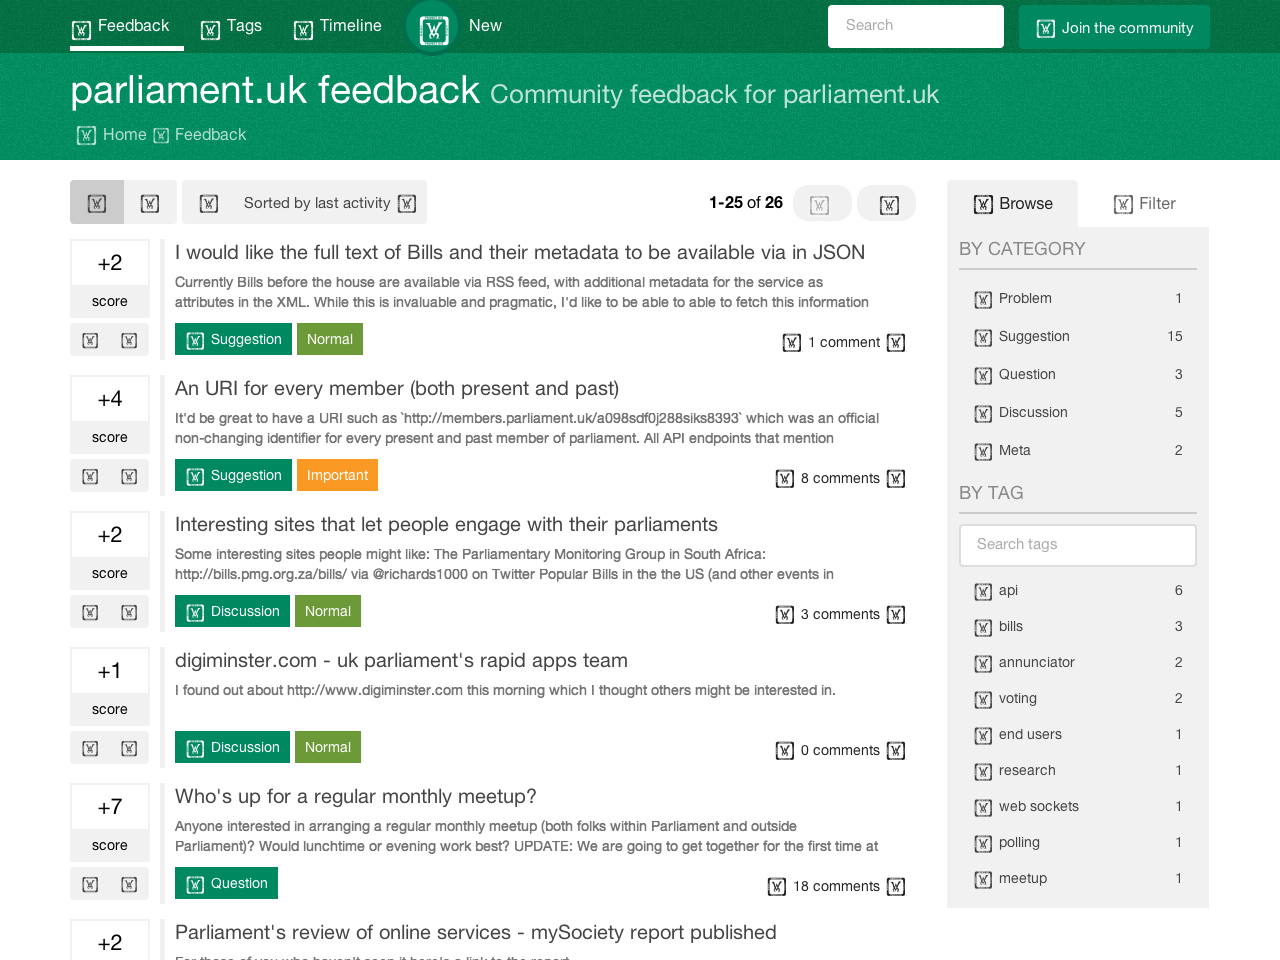 Feedback Tags Timeline New Search Join the community
parliament.uk feedback Community feedback for parliament.uk
Home Feedback
Sorted by last activity 1-25 of 26
Browse Filter
+2
score
I would like the full text of Bills and their metadata to be available via in JSON
Currently Bills before the house are available via RSS feed, with additional metadata for the service as
attributes in the XML. While this is invaluable and pragmatic, I'd like to be able to able to fetch this information
Suggestion Normal 1 comment
+4
score
An URI for every member (both present and past)
It'd be great to have a URI such as `http://members.parliament.uk/a098sdf0j288siks8393` which was an official
non-changing identifier for every present and past member of parliament. All API endpoints that mention
Suggestion Important 8 comments
+2
score
Interesting sites that let people engage with their parliaments
Some interesting sites people might like: The Parliamentary Monitoring Group in South Africa:
http://bills.pmg.org.za/bills/ via @richards1000 on Twitter Popular Bills in the the US (and other events in
Discussion Normal 3 comments
+1
score
digiminster.com - uk parliament's rapid apps team
I found out about http://www.digiminster.com this morning which I thought others might be interested in.
Discussion Normal 0 comments
+7
score
Who's up for a regular monthly meetup?
Anyone interested in arranging a regular monthly meetup (both folks within Parliament and outside
Parliament)? Would lunchtime or evening work best? UPDATE: We are going to get together for the first time at
Question 18 comments
+2
Parliament's review of online services - mySociety report published
For those of you who haven't seen it here's a link to the report
BY CATEGORY
Problem 1
Suggestion 15
Question 3
Discussion 5
Meta 2
BY TAG
Search tags
api 6
bills 3
annunciator 2
voting 2
end users 1
research 1
web sockets 1
polling 1
meetup 1